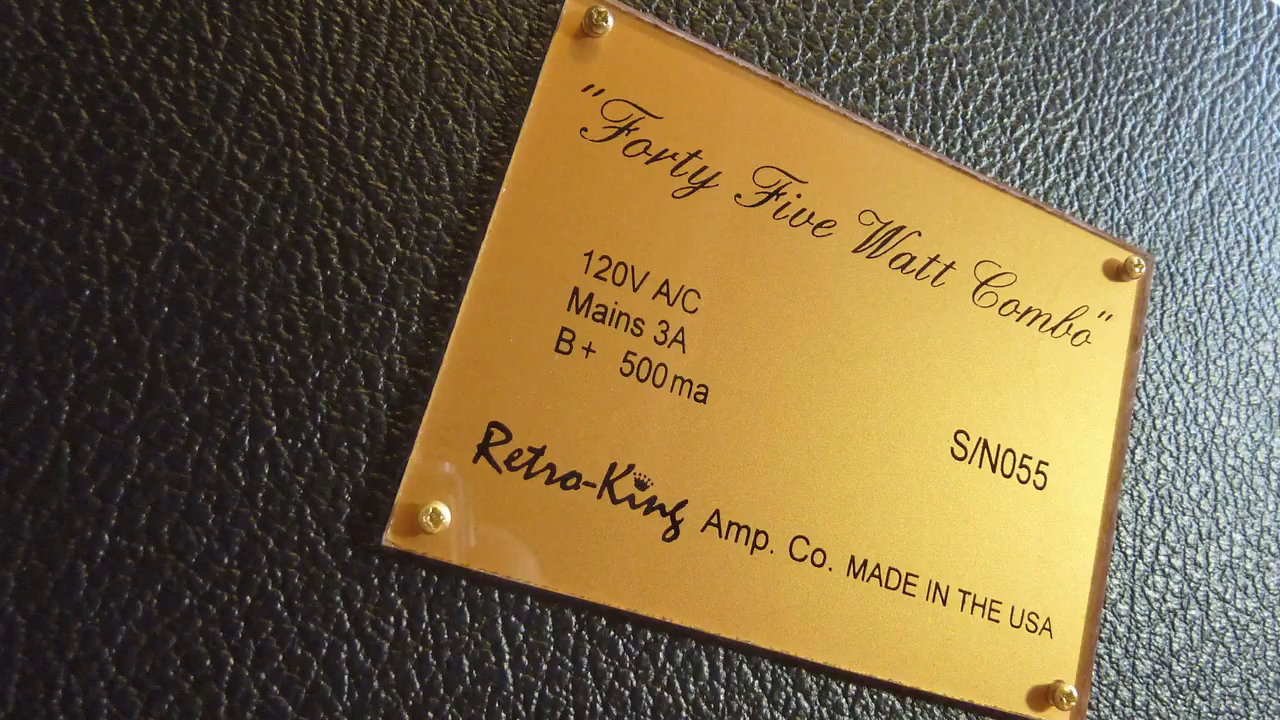 "Forty Five Watt Combo"
120V A/C
Mains 3A
B+ 500ma
S/N055
Retro-King Amp. Co. MADE IN THE USA